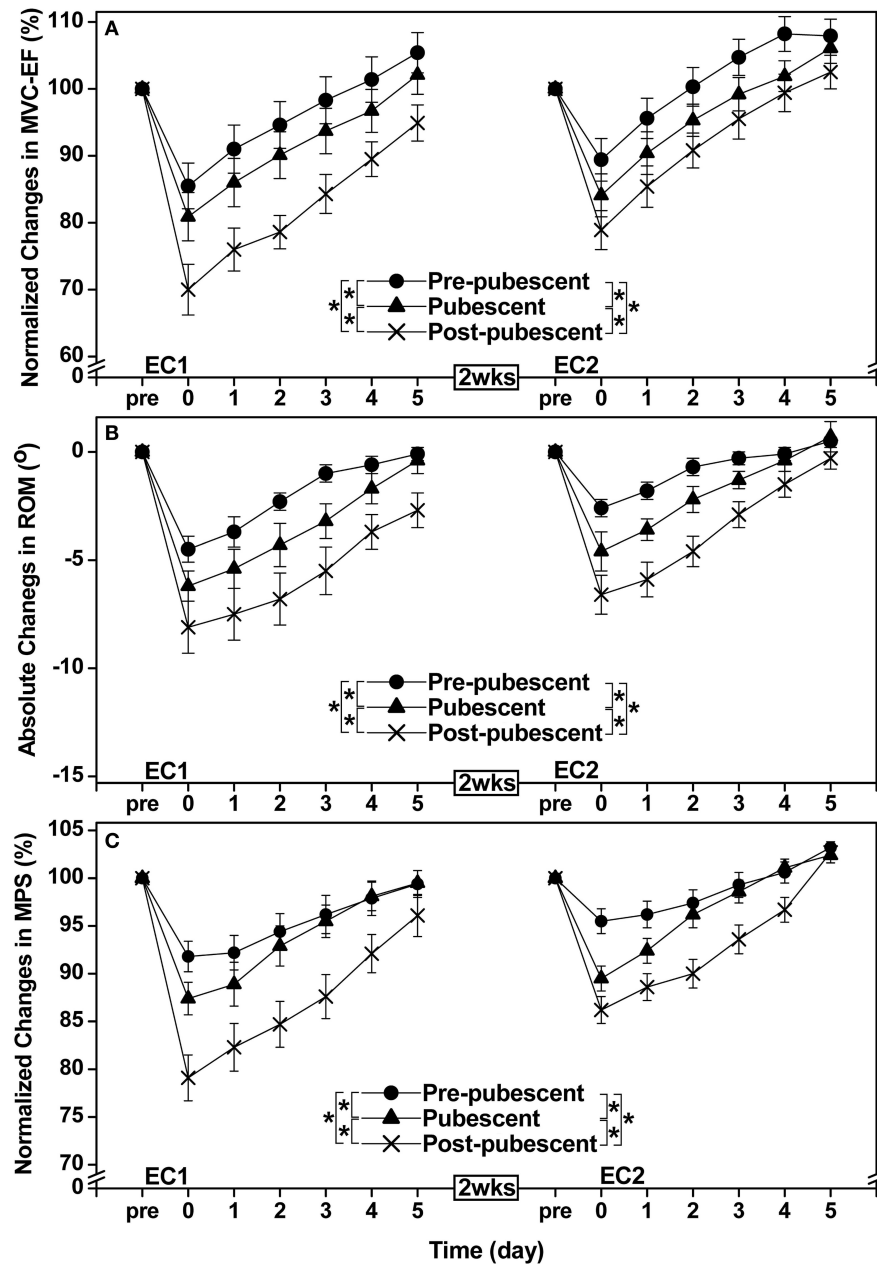 A
Normalized Changes in MVC-EF (%)
110
100
90
80
70
60
0
* * * Pre-pubescent * * *
Pubescent
Post-pubescent
EC1 EC2
2wks
pre 0 1 2 3 4 5 pre 0 1 2 3 4 5
B
Absolute Chanegs in ROM (O)
0
-5
-10
-15
* * * Pre-pubescent * * *
Pubescent
Post-pubescent
EC1 EC2
2wks
pre 0 1 2 3 4 5 pre 0 1 2 3 4 5
C
Normalized Changes in MPS (%)
105
100
95
90
85
80
75
70
0
* * * Pre-pubescent * * *
Pubescent
Post-pubescent
EC1 EC2
2wks
pre 0 1 2 3 4 5 pre 0 1 2 3 4 5
Time (day)